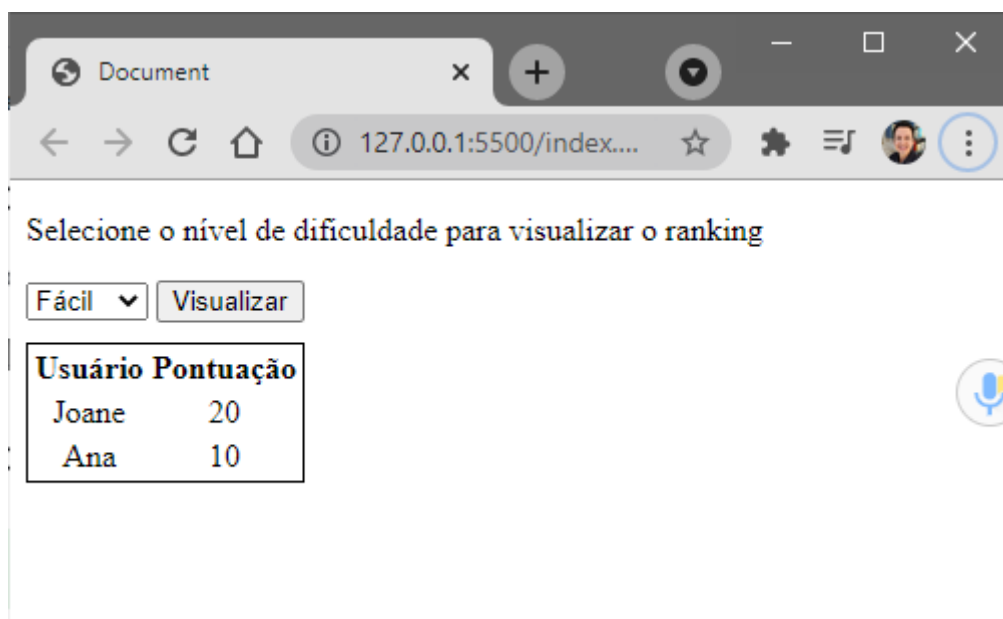 Document
127.0.0.1:5500/index....
Selecione o nível de dificuldade para visualizar o ranking
Fácil Visualizar
Usuário Pontuação
Joane 20
Ana 10